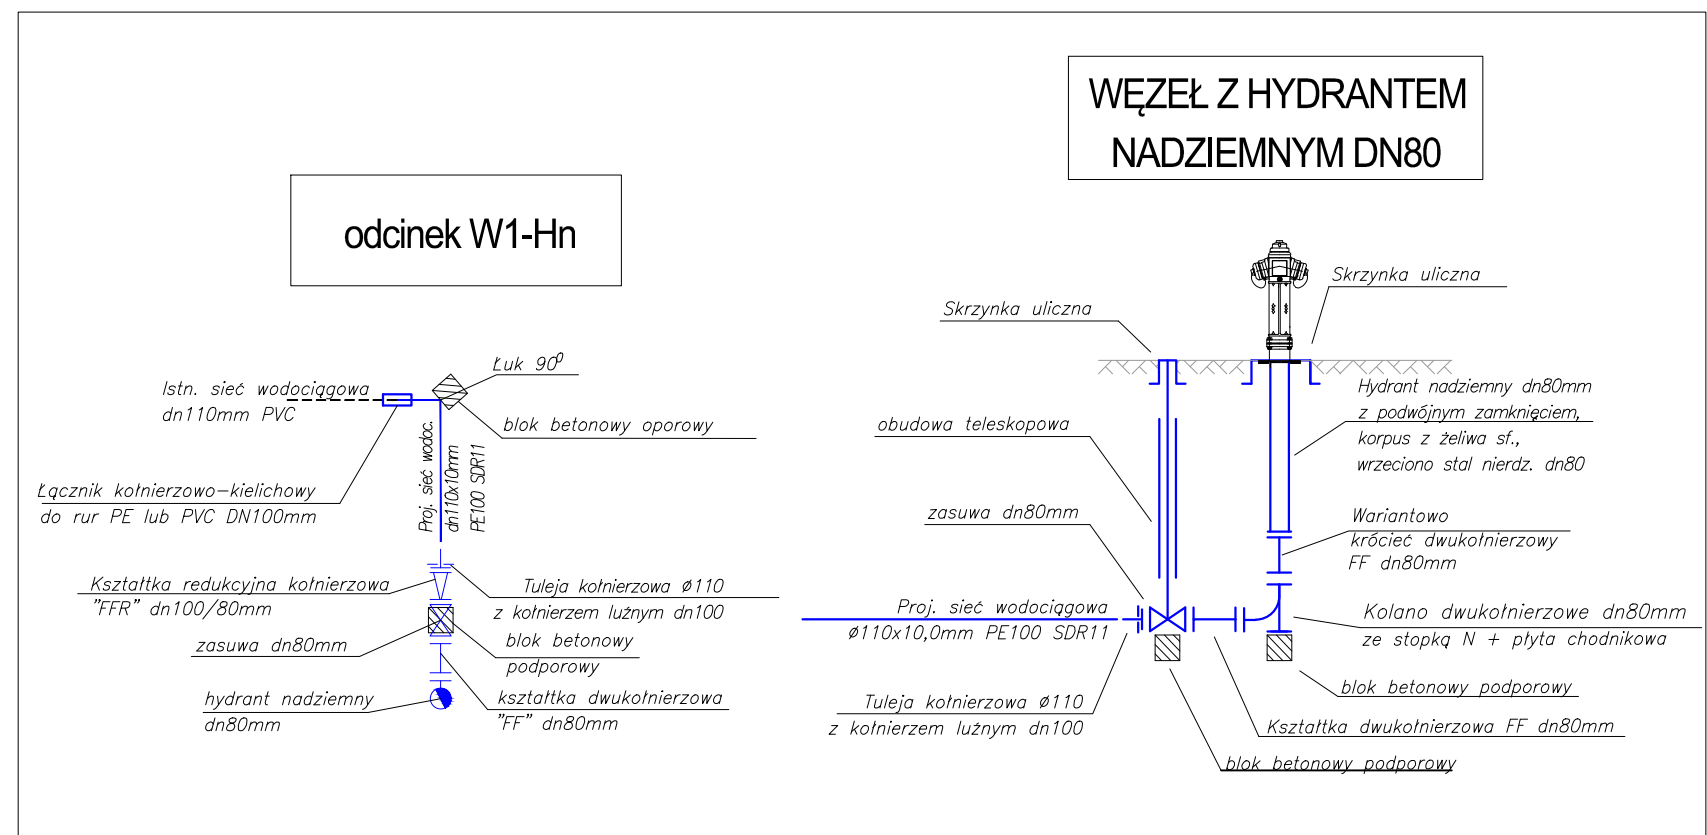 WĘZEŁ Z HYDRANTEM
NADZIEMNYM DN80
odcinek W1-Hn
Łuk 90⁰
Istn. sieć wodociągowa
dn110mm PVC
blok betonowy oporowy
Proj. sieć wodoc.
dn110x10mm
PE100 SDR11
Łącznik kołnierzowo-kielichowy
do rur PE lub PVC DN100mm
Kształtka redukcyjna kołnierzowa
"FFR" dn100/80mm
Tuleja kołnierzowa ø110
z kołnierzem luźnym dn100
zasuwa dn80mm
blok betonowy
podporowy
hydrant nadziemny
dn80mm
kształtka dwukołnierzowa
"FF" dn80mm
Skrzynka uliczna
Skrzynka uliczna
obudowa teleskopowa
Hydrant nadziemny dn80mm
z podwójnym zamknięciem,
korpus z żeliwa sf.,
wrzeciono stal nierdz. dn80
zasuwa dn80mm
Wariantowo
króciec dwukołnierzowy
FF dn80mm
Proj. sieć wodociągowa
ø110x10,0mm PE100 SDR11
Kolano dwukołnierzowe dn80mm
ze stopką N + płyta chodnikowa
blok betonowy podporowy
Tuleja kołnierzowa ø110
z kołnierzem luźnym dn100
Kształtka dwukołnierzowa FF dn80mm
blok betonowy podporowy